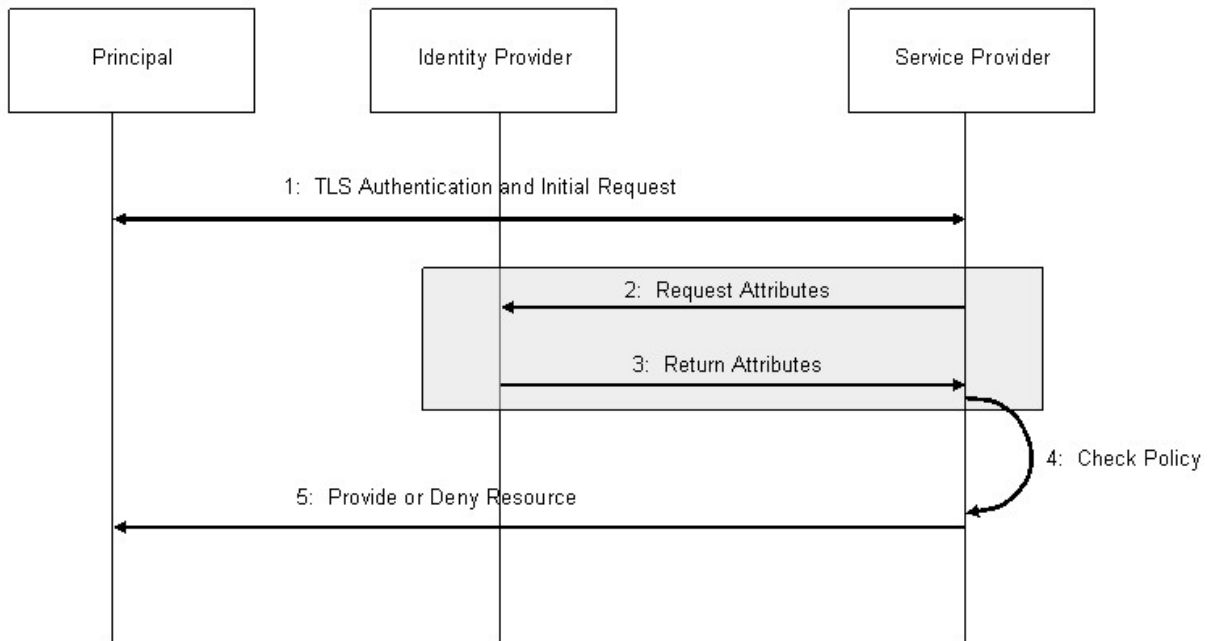 Principal
Identity Provider
Service Provider
1: TLS Authentication and Initial Request
2: Request Attributes
3: Return Attributes
4: Check Policy
5: Provide or Deny Resource